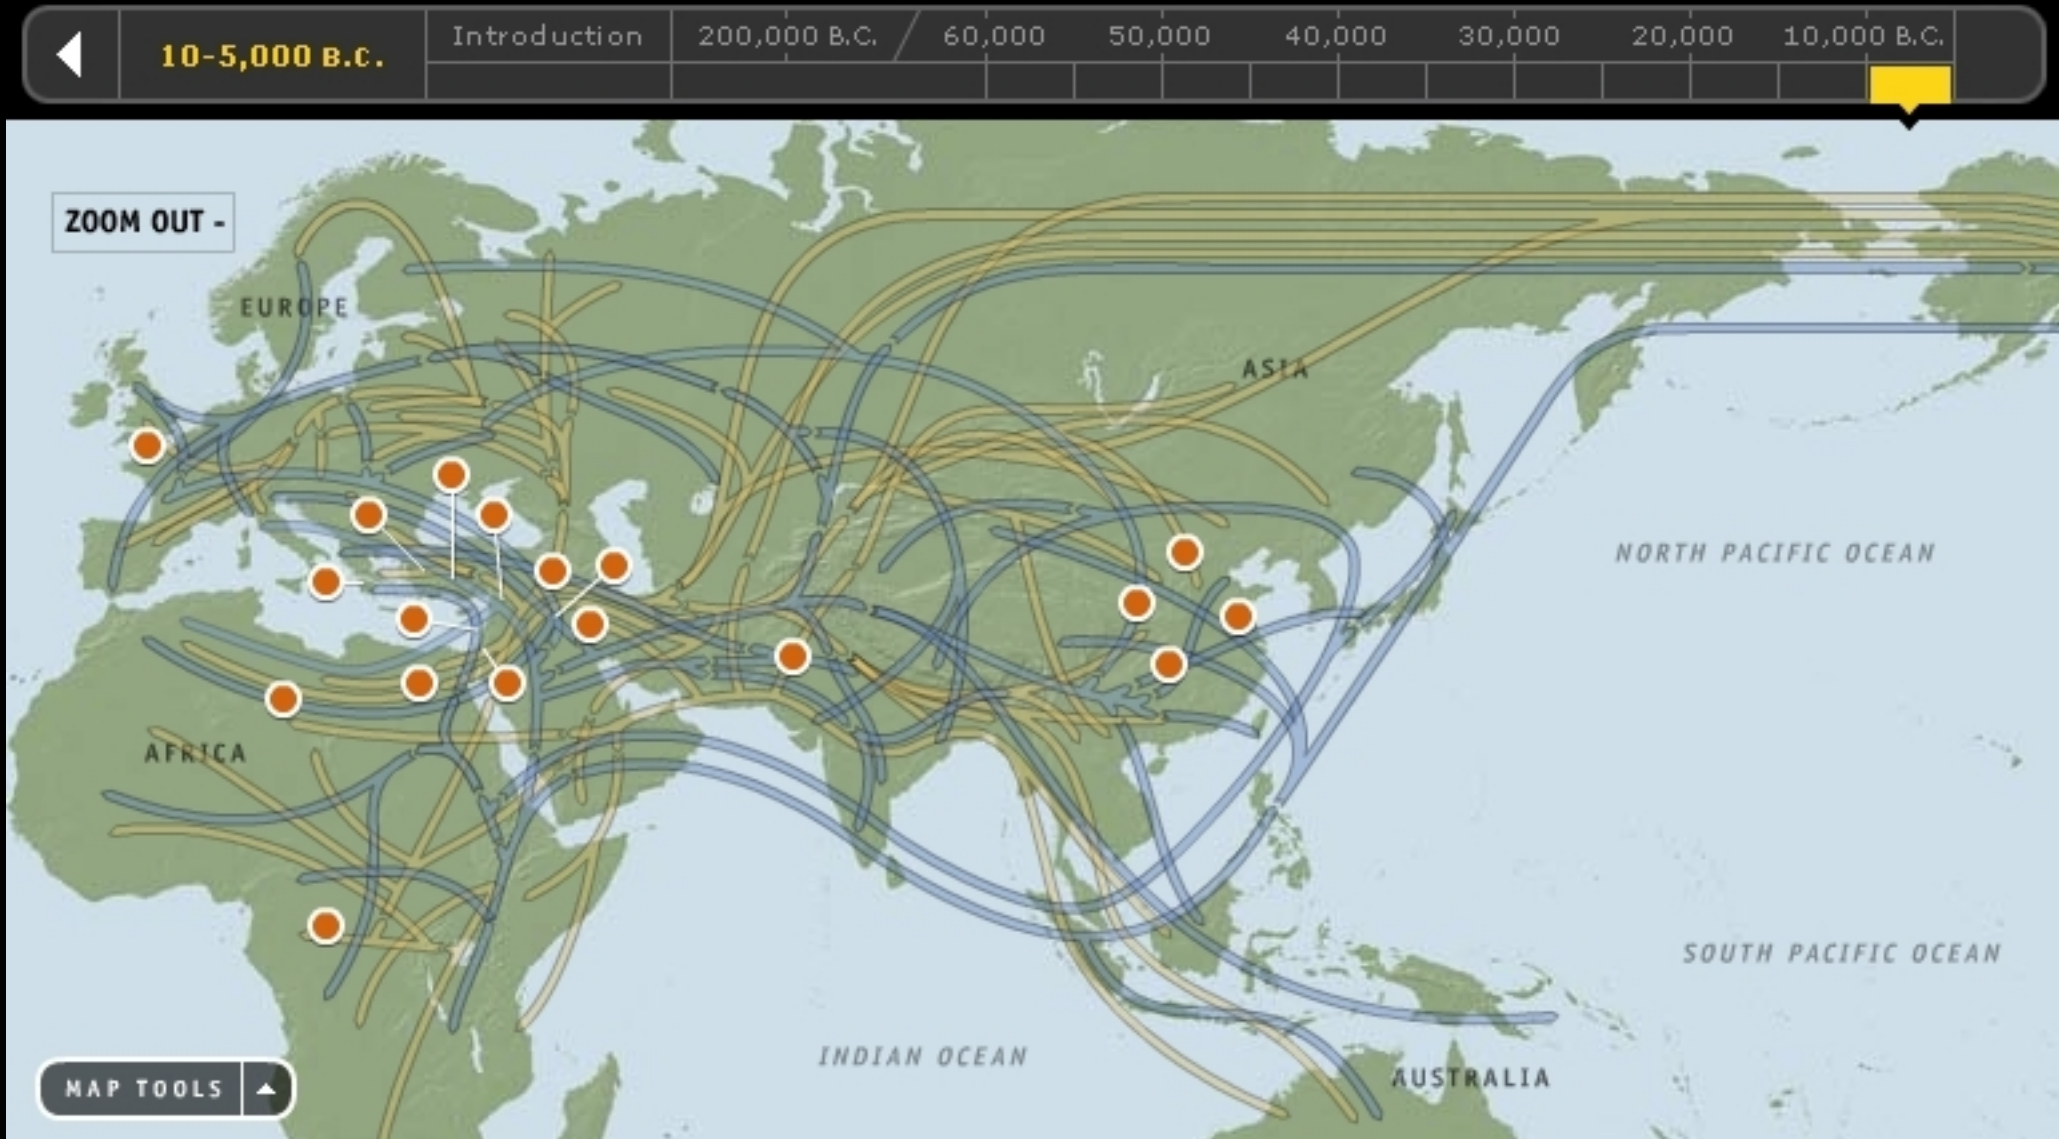 10-5,000 B.C.
Introduction
200,000 B.C.
60,000
50,000
40,000
30,000
20,000
10,000 B.C.
ZOOM OUT -
EUROPE
ASIA
NORTH PACIFIC OCEAN
AFRICA
SOUTH PACIFIC OCEAN
INDIAN OCEAN
AUSTRALIA
MAP TOOLS